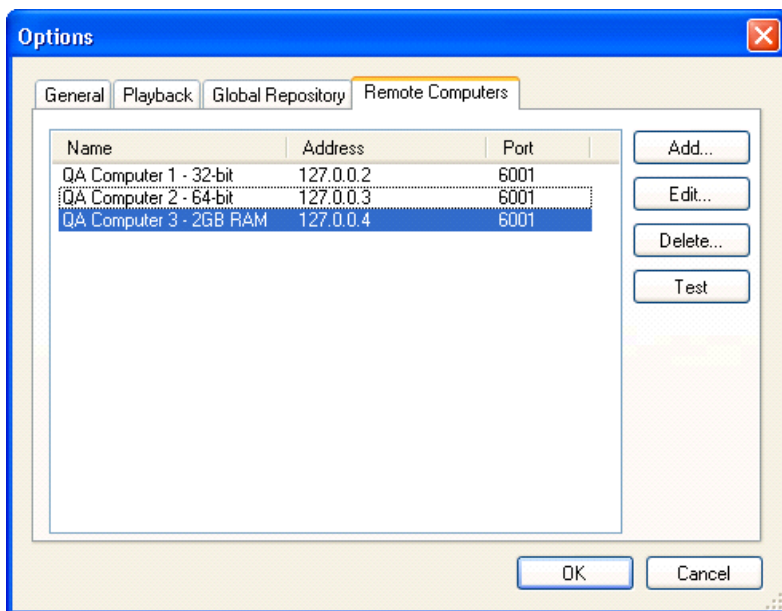 Options
General Playback Global Repository Remote Computers
Name Address Port
QA Computer 1 - 32-bit 127.0.0.2 6001
QA Computer 2 - 64-bit 127.0.0.3 6001
QA Computer 3 - 2GB RAM 127.0.0.4 6001
Add...
Edit...
Delete...
Test
OK Cancel